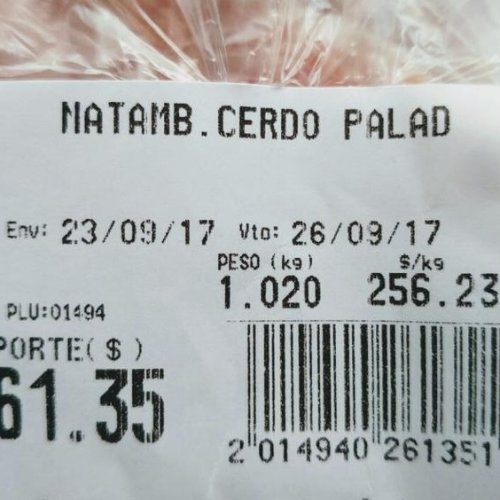 NATAMB.CERDO PALAD
Env: 23/09/17 Vto: 26/09/17
PESO (kg) $/kg
1.020 256.23
PLU:01494
PORTE($)
61.35
2 014940 261351